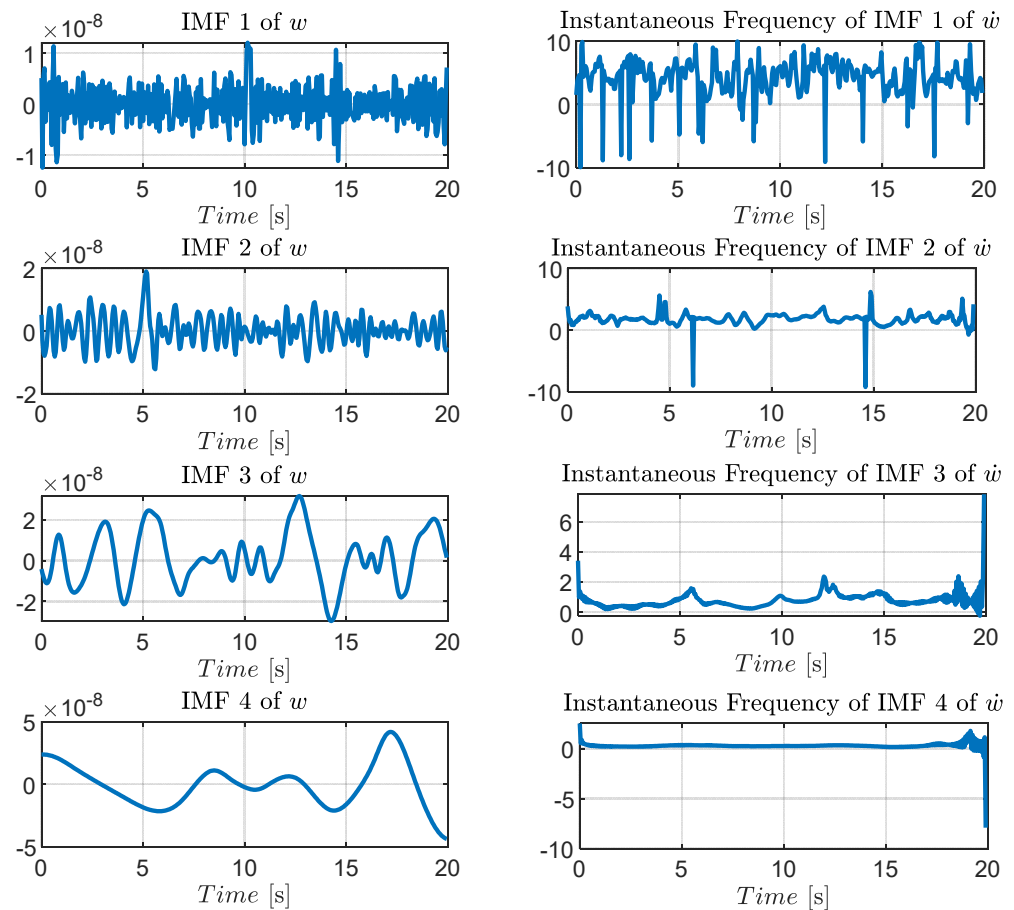 IMF 1 of w
×10-8
1
0
-1
0 5 10 15 20
Time [s]
Instantaneous Frequency of IMF 1 of ẇ
10
0
-10
0 5 10 15 20
Time [s]
IMF 2 of w
×10-8
2
0
-2
0 5 10 15 20
Time [s]
Instantaneous Frequency of IMF 2 of ẇ
10
0
-10
0 5 10 15 20
Time [s]
IMF 3 of w
×10-8
2
0
-2
0 5 10 15 20
Time [s]
Instantaneous Frequency of IMF 3 of ẇ
6
4
2
0
0 5 10 15 20
Time [s]
IMF 4 of w
×10-8
5
0
-5
0 5 10 15 20
Time [s]
Instantaneous Frequency of IMF 4 of ẇ
0
-5
-10
0 5 10 15 20
Time [s]